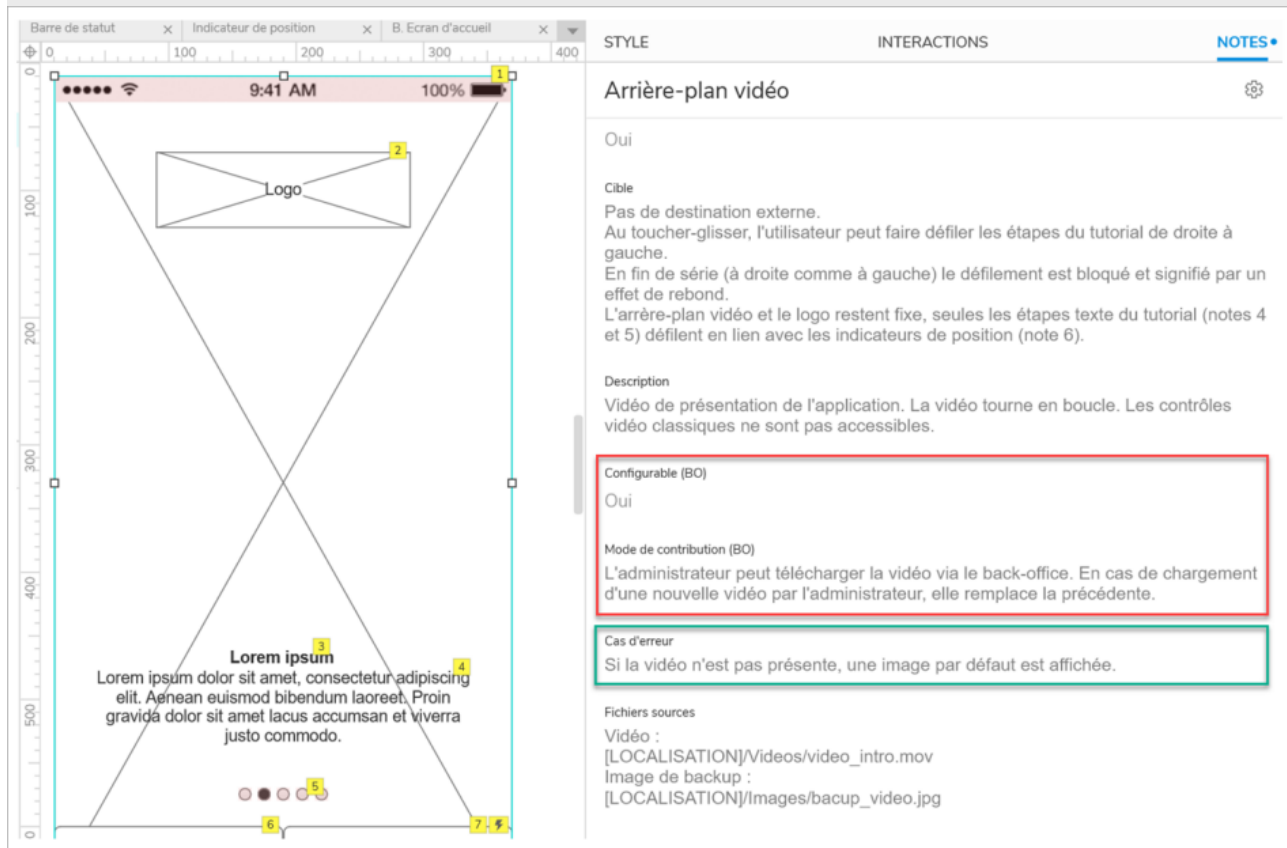 Barre de statut
Indicateur de position
B. Ecran d'accueil
0 100 200 300 400
0
100
200
300
400
500
9:41 AM
100%
1
2
Logo
3
Lorem ipsum
4
Lorem ipsum dolor sit amet, consectetur adipiscing
elit. Aenean euismod bibendum laoreet. Proin
gravida dolor sit amet lacus accumsan et viverra
justo commodo.
5
6
7
STYLE
INTERACTIONS
NOTES
Arrière-plan vidéo
Oui
Cible
Pas de destination externe.
Au toucher-glisser, l'utilisateur peut faire défiler les étapes du tutorial de droite à
gauche.
En fin de série (à droite comme à gauche) le défilement est bloqué et signifié par un
effet de rebond.
L'arrère-plan vidéo et le logo restent fixe, seules les étapes texte du tutorial (notes 4
et 5) défilent en lien avec les indicateurs de position (note 6).
Description
Vidéo de présentation de l'application. La vidéo tourne en boucle. Les contrôles
vidéo classiques ne sont pas accessibles.
Configurable (BO)
Oui
Mode de contribution (BO)
L'administrateur peut télécharger la vidéo via le back-office. En cas de chargement
d'une nouvelle vidéo par l'administrateur, elle remplace la précédente.
Cas d'erreur
Si la vidéo n'est pas présente, une image par défaut est affichée.
Fichiers sources
Vidéo :
[LOCALISATION]/Videos/video_intro.mov
Image de backup :
[LOCALISATION]/Images/bacup_video.jpg